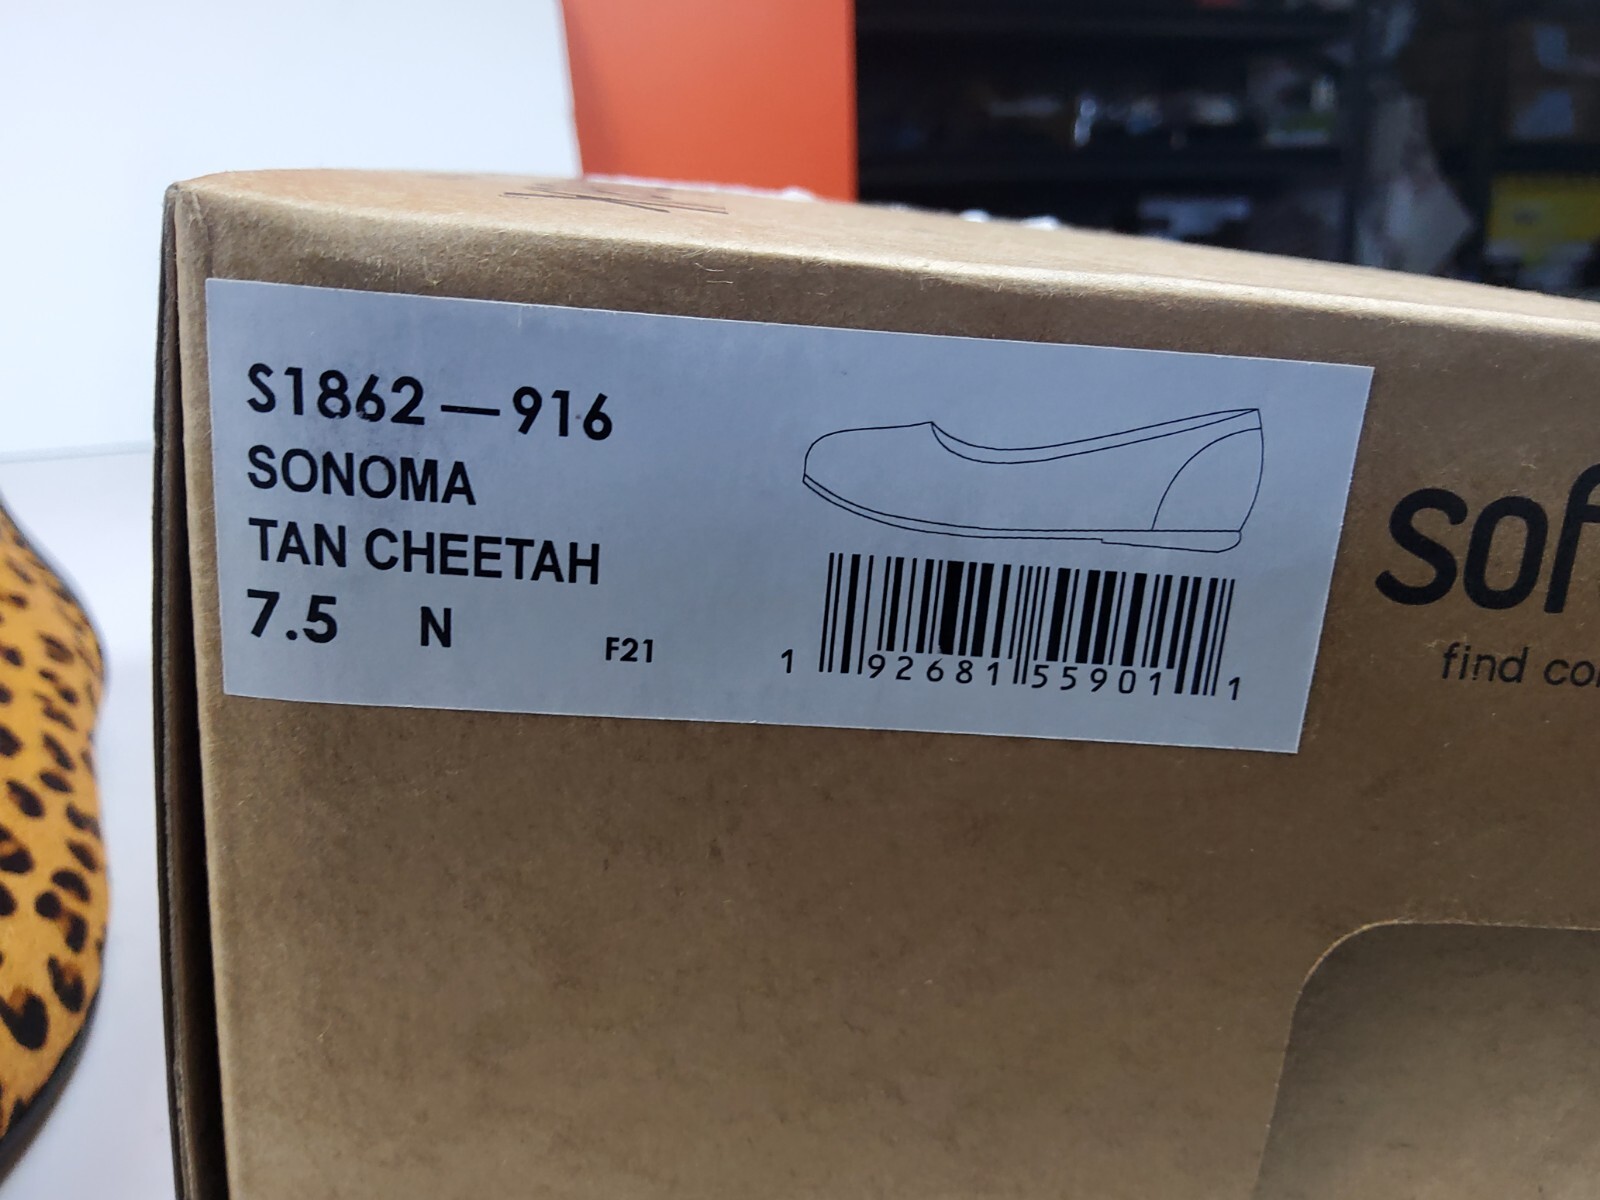 S1862—916
SONOMA
TAN CHEETAH
7.5 N F21
1 92681 55901 1
sof
find co